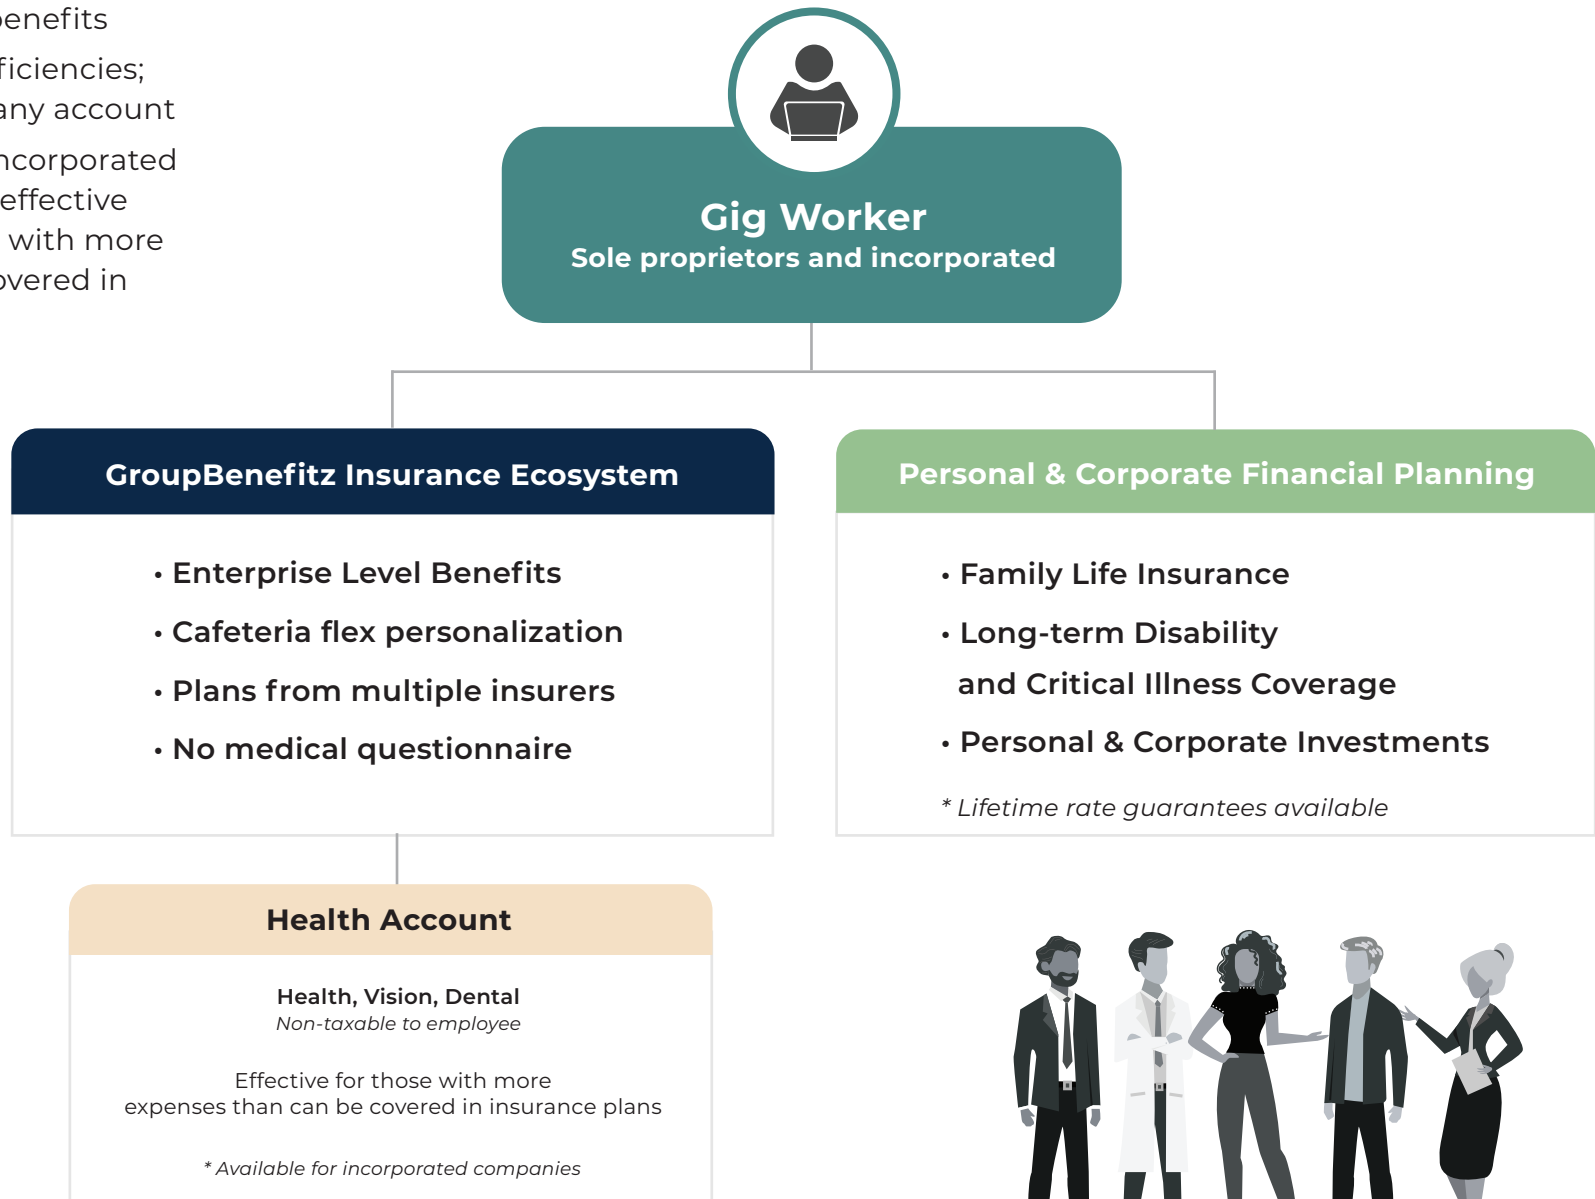 benefits
ficiencies;
any account
ncorporated
effective
with more
overed in
Gig Worker
Sole proprietors and incorporated
GroupBenefitz Insurance Ecosystem
• Enterprise Level Benefits
• Cafeteria flex personalization
• Plans from multiple insurers
• No medical questionnaire
Personal & Corporate Financial Planning
• Family Life Insurance
• Long-term Disability
and Critical Illness Coverage
• Personal & Corporate Investments
* Lifetime rate guarantees available
Health Account
Health, Vision, Dental
Non-taxable to employee
Effective for those with more
expenses than can be covered in insurance plans
* Available for incorporated companies